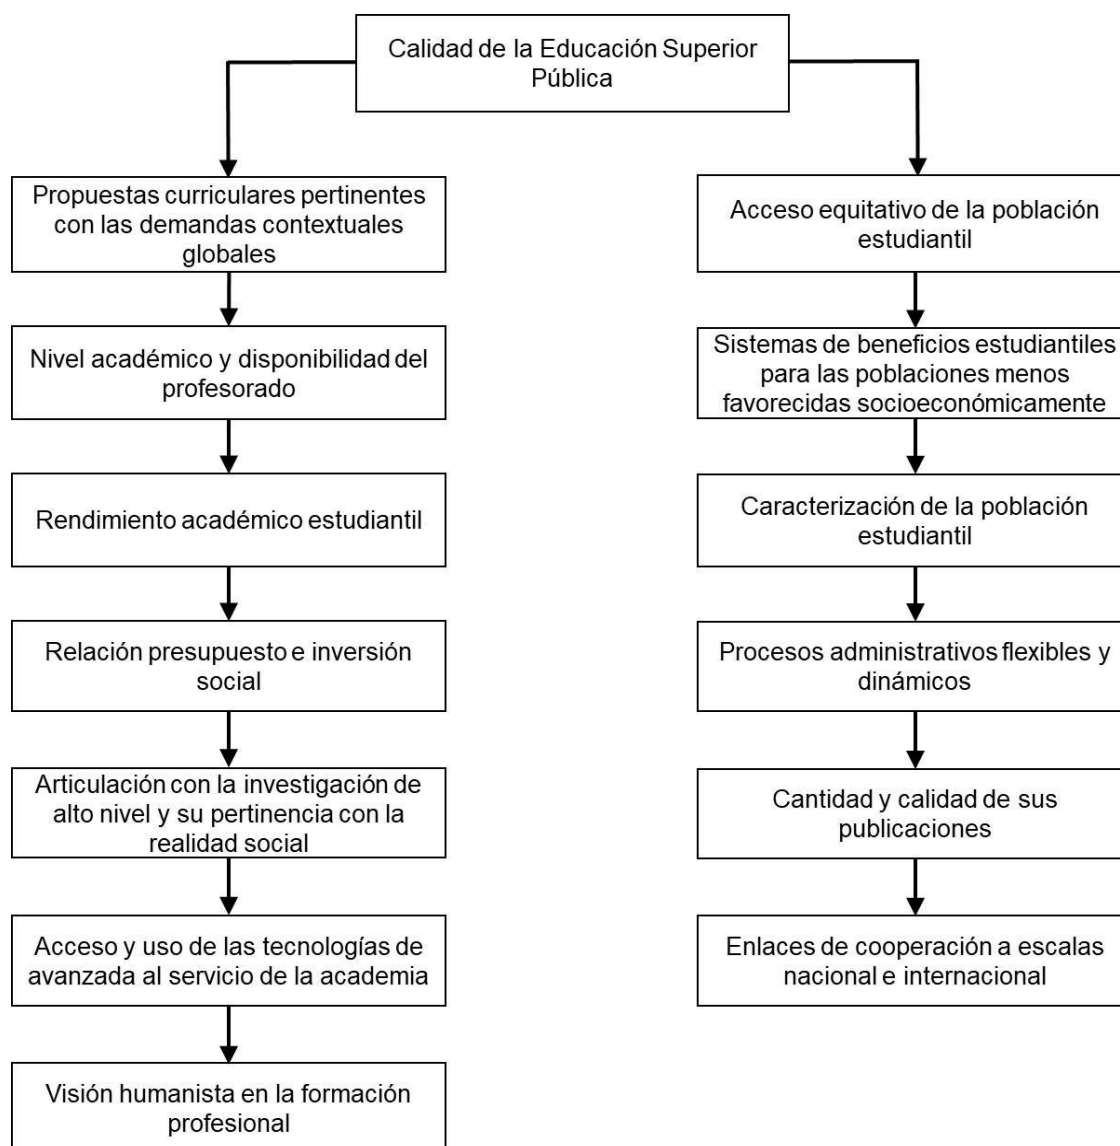 Calidad de la Educación Superior
Pública
Propuestas curriculares pertinentes
con las demandas contextuales
globales
Nivel académico y disponibilidad del
profesorado
Rendimiento académico estudiantil
Relación presupuesto e inversión
social
Articulación con la investigación de
alto nivel y su pertinencia con la
realidad social
Acceso y uso de las tecnologías de
avanzada al servicio de la academia
Visión humanista en la formación
profesional
Acceso equitativo de la población
estudiantil
Sistemas de beneficios estudiantiles
para las poblaciones menos
favorecidas socioeconómicamente
Caracterización de la población
estudiantil
Procesos administrativos flexibles y
dinámicos
Cantidad y calidad de sus
publicaciones
Enlaces de cooperación a escalas
nacional e internacional